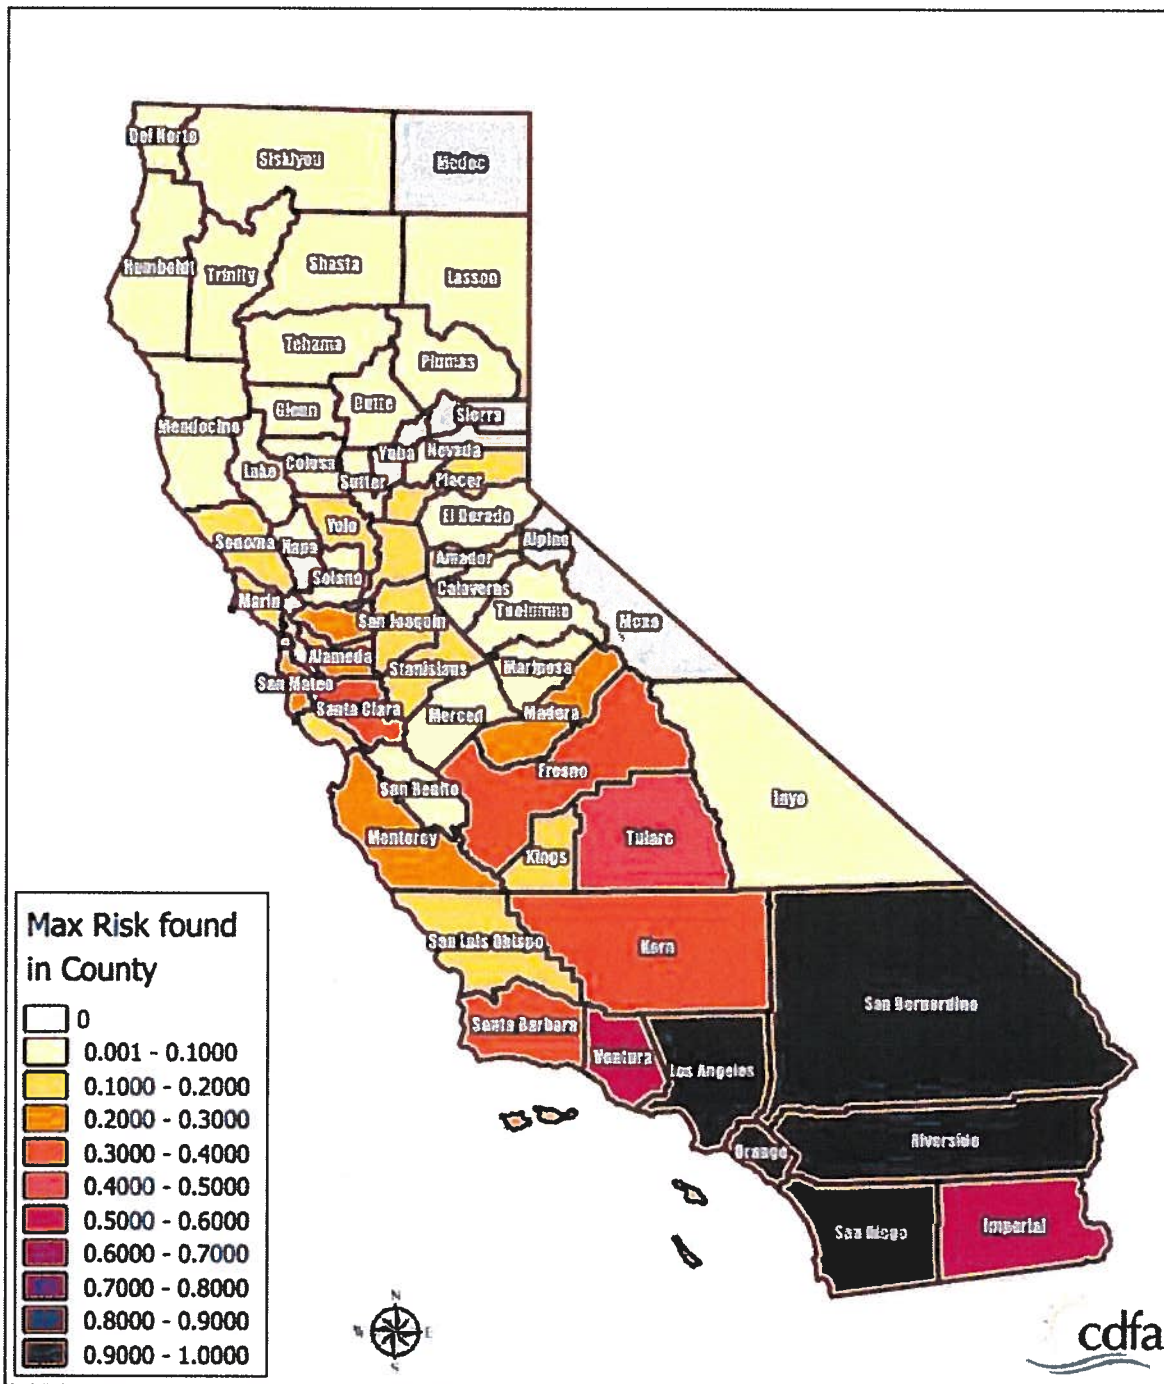 Del Norte
Siskiyou
Modoc
Humboldt
Trinity
Shasta
Lassen
Tehama
Plumas
Glenn
Butte
Sierra
Mendocino
Lake
Colusa
Yuba
Nevada
Sutter
Placer
El Dorado
Sonoma
Napa
Yolo
Alpine
Amador
Solano
Calaveras
Marin
San Joaquin
Tuolumne
Mono
Alameda
Stanislaus
Mariposa
San Mateo
Santa Clara
Merced
Madera
Fresno
San Benito
Inyo
Monterey
Kings
Tulare
San Luis Obispo
Kern
San Bernardino
Santa Barbara
Ventura
Los Angeles
Orange
Riverside
San Diego
Imperial
Max Risk found
in County
0
0.001 - 0.1000
0.1000 - 0.2000
0.2000 - 0.3000
0.3000 - 0.4000
0.4000 - 0.5000
0.5000 - 0.6000
0.6000 - 0.7000
0.7000 - 0.8000
0.8000 - 0.9000
0.9000 - 1.0000
N
W E
S
cdfa